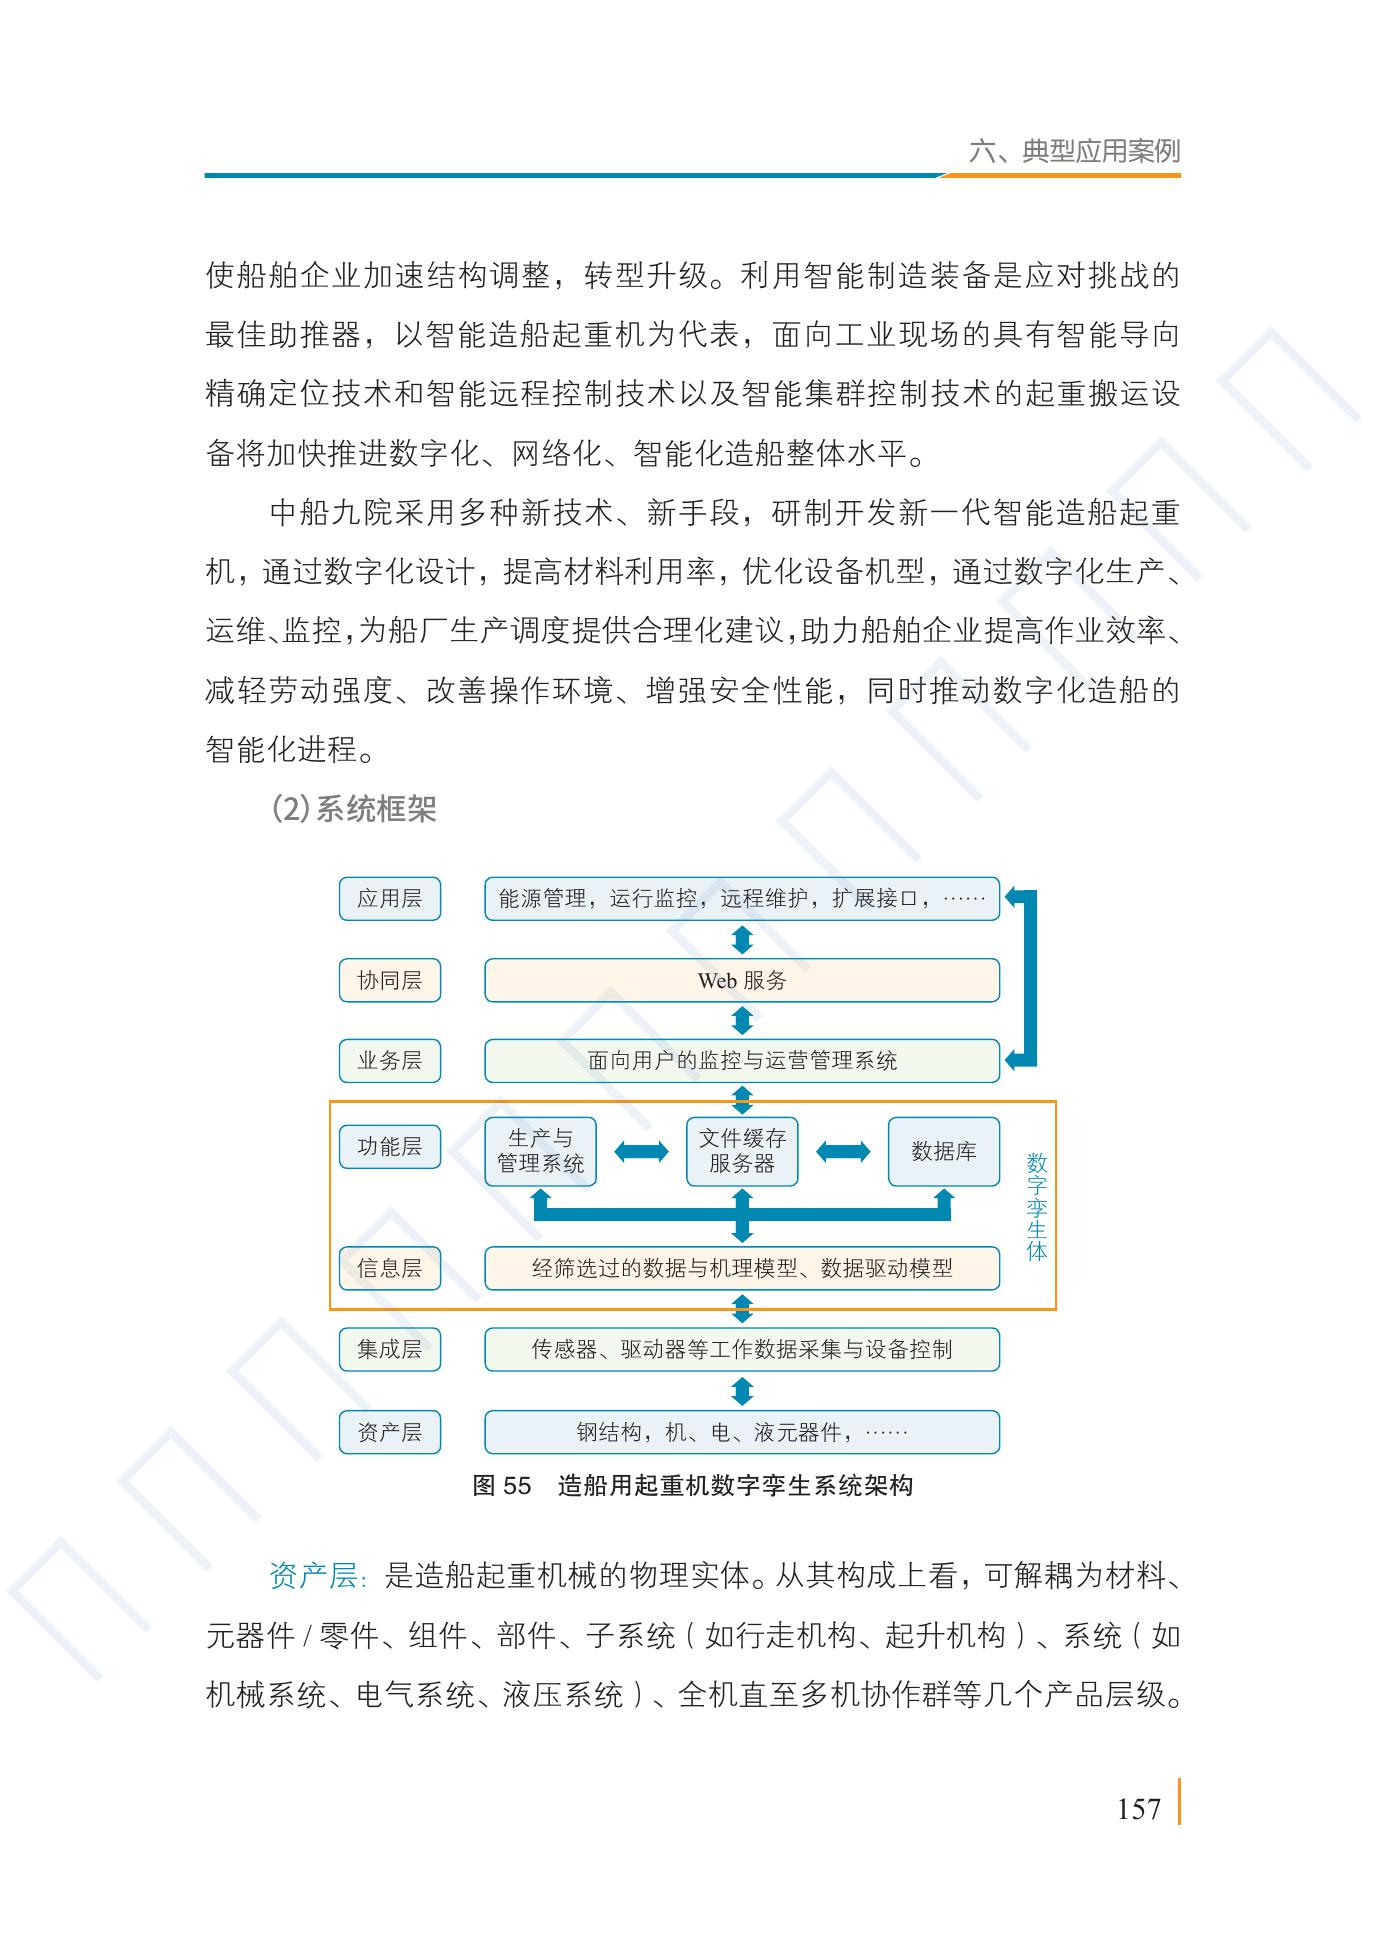 六、典型应用案例
使船舶企业加速结构调整，转型升级。利用智能制造装备是应对挑战的
最佳助推器，以智能造船起重机为代表，面向工业现场的具有智能导向
精确定位技术和智能远程控制技术以及智能集群控制技术的起重搬运设
备将加快推进数字化、网络化、智能化造船整体水平。
中船九院采用多种新技术、新手段，研制开发新一代智能造船起重
机，通过数字化设计，提高材料利用率，优化设备机型，通过数字化生产、
运维、监控，为船厂生产调度提供合理化建议，助力船舶企业提高作业效率、
减轻劳动强度、改善操作环境、增强安全性能，同时推动数字化造船的
智能化进程。
(2)系统框架
应用层 能源管理，运行监控，远程维护，扩展接口，……
协同层 Web 服务
业务层 面向用户的监控与运营管理系统
功能层
生产与
管理系统
文件缓存
服务器
数据库
数字孪生体
信息层 经筛选过的数据与机理模型、数据驱动模型
集成层 传感器、驱动器等工作数据采集与设备控制
资产层 钢结构，机、电、液元器件，……
图 55 造船用起重机数字孪生系统架构
资产层：是造船起重机械的物理实体。从其构成上看，可解耦为材料、
元器件 / 零件、组件、部件、子系统（如行走机构、起升机构）、系统（如
机械系统、电气系统、液压系统）、全机直至多机协作群等几个产品层级。
157